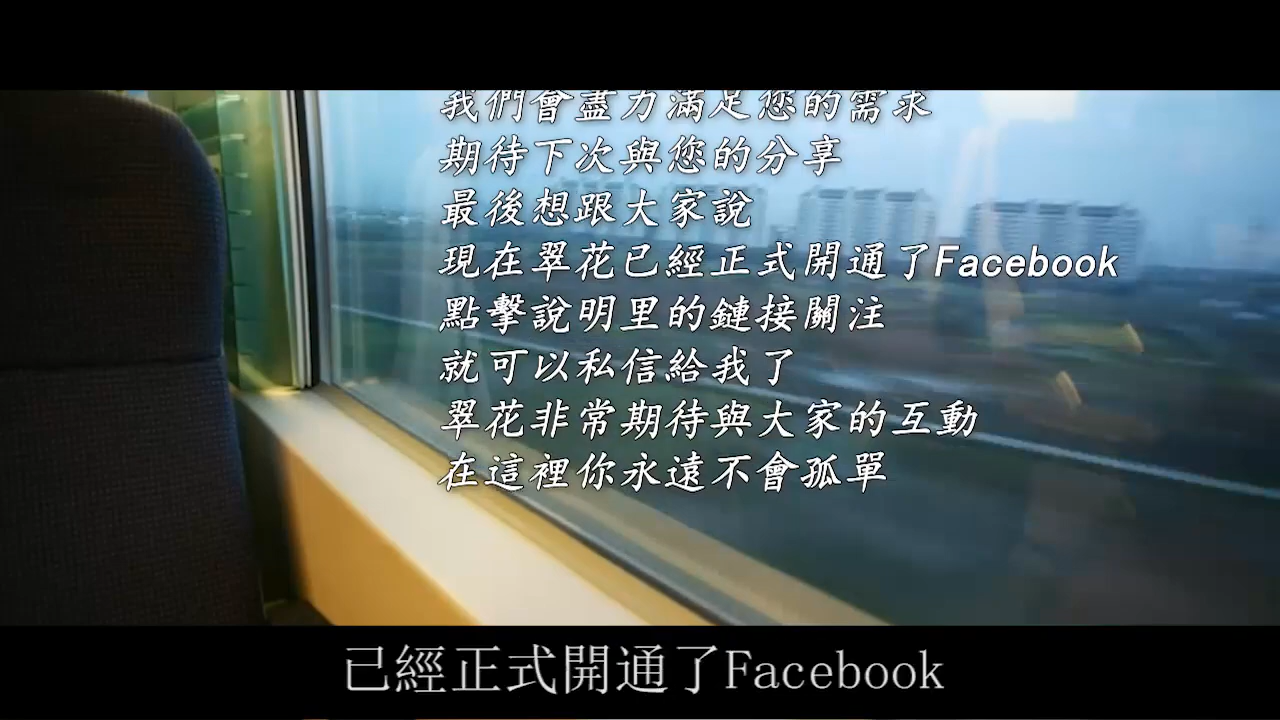 我們會盡力滿足您的需求
期待下次與您的分享
最後想跟大家說
現在翠花已經正式開通了Facebook
點擊說明里的鏈接關注
就可以私信給我了
翠花非常期待與大家的互動
在這裡你永遠不會孤單
已經正式開通了Facebook